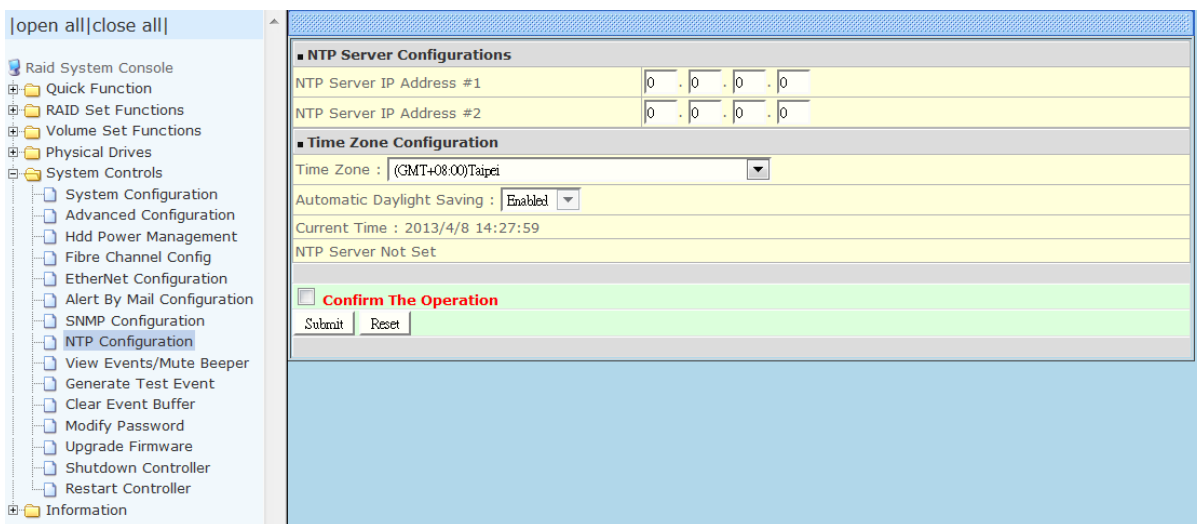 |open all|close all|
Raid System Console
Quick Function
RAID Set Functions
Volume Set Functions
Physical Drives
System Controls
System Configuration
Advanced Configuration
Hdd Power Management
Fibre Channel Config
EtherNet Configuration
Alert By Mail Configuration
SNMP Configuration
NTP Configuration
View Events/Mute Beeper
Generate Test Event
Clear Event Buffer
Modify Password
Upgrade Firmware
Shutdown Controller
Restart Controller
Information
NTP Server Configurations
NTP Server IP Address #1 0 . 0 . 0 . 0
NTP Server IP Address #2 0 . 0 . 0 . 0
Time Zone Configuration
Time Zone : (GMT+08:00)Taipei
Automatic Daylight Saving : Enabled
Current Time : 2013/4/8 14:27:59
NTP Server Not Set
Confirm The Operation
Submit Reset